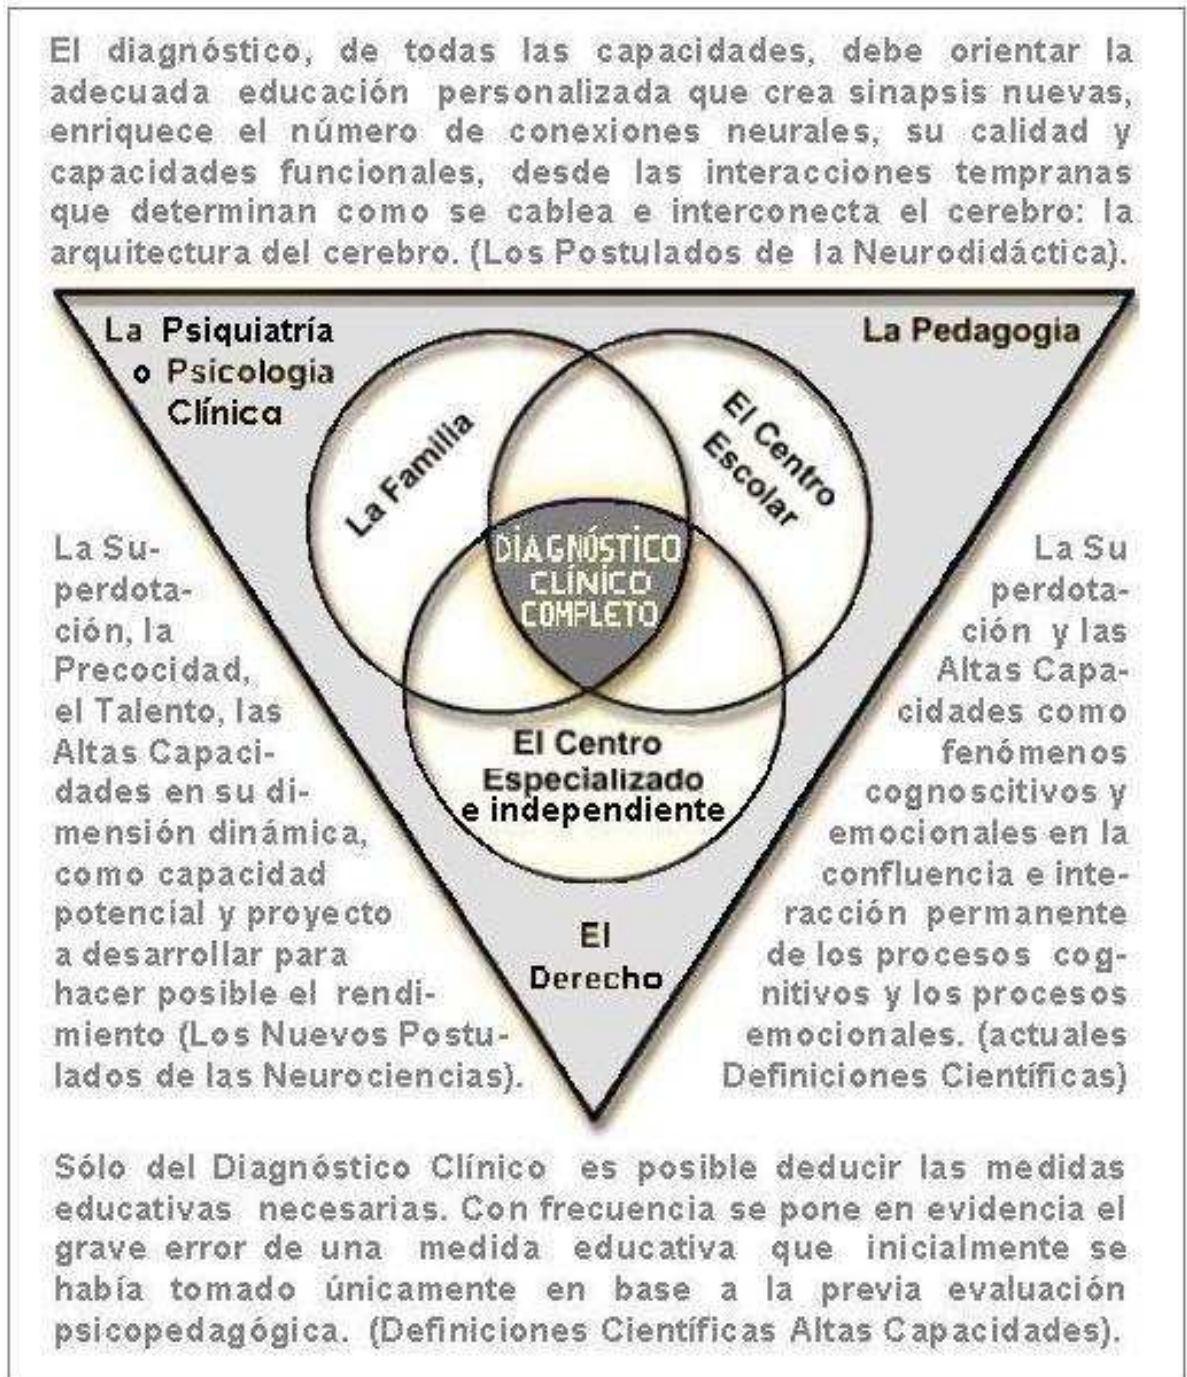 El diagnóstico, de todas las capacidades, debe orientar la
adecuada educación personalizada que crea sinapsis nuevas,
enriquece el número de conexiones neurales, su calidad y
capacidades funcionales, desde las interacciones tempranas
que determinan como se cablea e interconecta el cerebro: la
arquitectura del cerebro. (Los Postulados de la Neurodidáctica).
La Psiquiatría
o Psicologia
Clínica
La Pedagogia
La Familia
El Centro
Escolar
DIAGNÓSTICO
CLÍNICO
COMPLETO
El Centro
Especializado
e independiente
El
Derecho
La Su-
perdota-
ción, la
Precocidad,
el Talento, las
Altas Capaci-
dades en su di-
mensión dinámica,
como capacidad
potencial y proyecto
a desarrollar para
hacer posible el rendi-
miento (Los Nuevos Postu-
lados de las Neurociencias).
La Su
perdota-
ción y las
Altas Capa-
cidades como
fenómenos
cognoscitivos y
emocionales en la
confluencia e inte-
racción permanente
de los procesos cog-
nitivos y los procesos
emocionales. (actuales
Definiciones Científicas)
Sólo del Diagnóstico Clínico es posible deducir las medidas
educativas necesarias. Con frecuencia se pone en evidencia el
grave error de una medida educativa que inicialmente se
había tomado únicamente en base a la previa evaluación
psicopedagógica. (Definiciones Científicas Altas Capacidades).